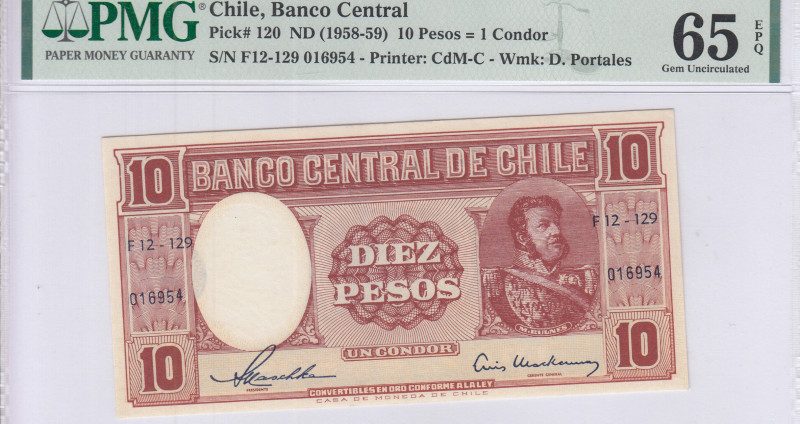 PMG®
PAPER MONEY GUARANTY
Chile, Banco Central
Pick# 120 ND (1958-59) 10 Pesos = 1 Condor
S/N F12-129 016954 - Printer: CdM-C - Wmk: D. Portales
65 EPQ
Gem Uncirculated
10 BANCO CENTRAL DE CHILE 10
F 12 - 129
F 12 - 129
016954
016954
DIEZ
PESOS
M. BULNES
UN CONDOR
10
10
PRESIDENTE
GERENTE GENERAL
CONVERTIBLES EN ORO CONFORME A LA LEY
CASA DE MONEDA DE CHILE